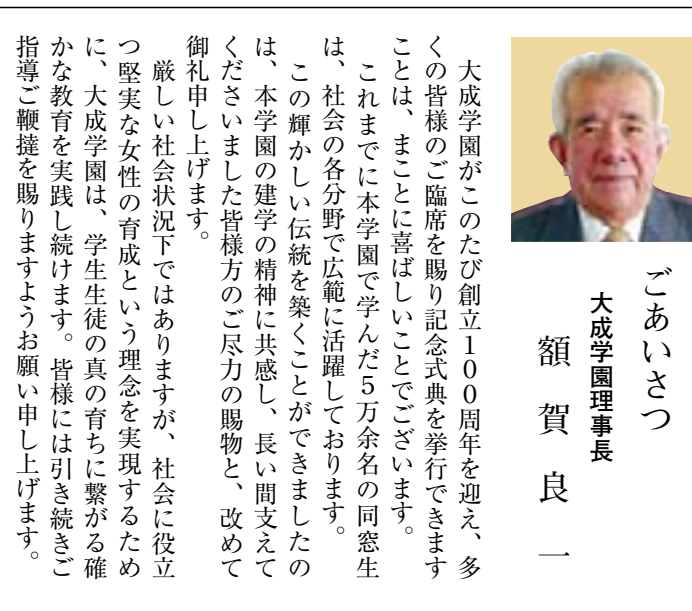 ごあいさつ
大成学園理事長
額賀良一
大成学園がこのたび創立100周年を迎え、多
くの皆様のご臨席を賜り記念式典を挙行できます
ことは、まことに喜ばしいことでございます。
これまでに本学園で学んだ5万余名の同窓生
は、社会の各分野で広範に活躍しております。
この輝かしい伝統を築くことができましたの
は、本学園の建学の精神に共感し、長い間支えて
くださいました皆様方のご尽力の賜物と、改めて
御礼申し上げます。
厳しい社会状況下ではありますが、社会に役立
つ堅実な女性の育成という理念を実現するため
に、大成学園は、学生生徒の真の育ちに繋がる確
かな教育を実践し続けます。皆様には引き続きご
指導ご鞭撻を賜りますようお願い申し上げます。